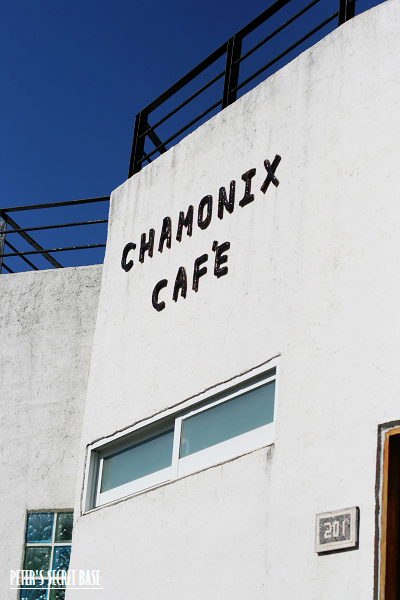 CHAMONIX
CAFÉ
201
PETER'S SECRET BASE